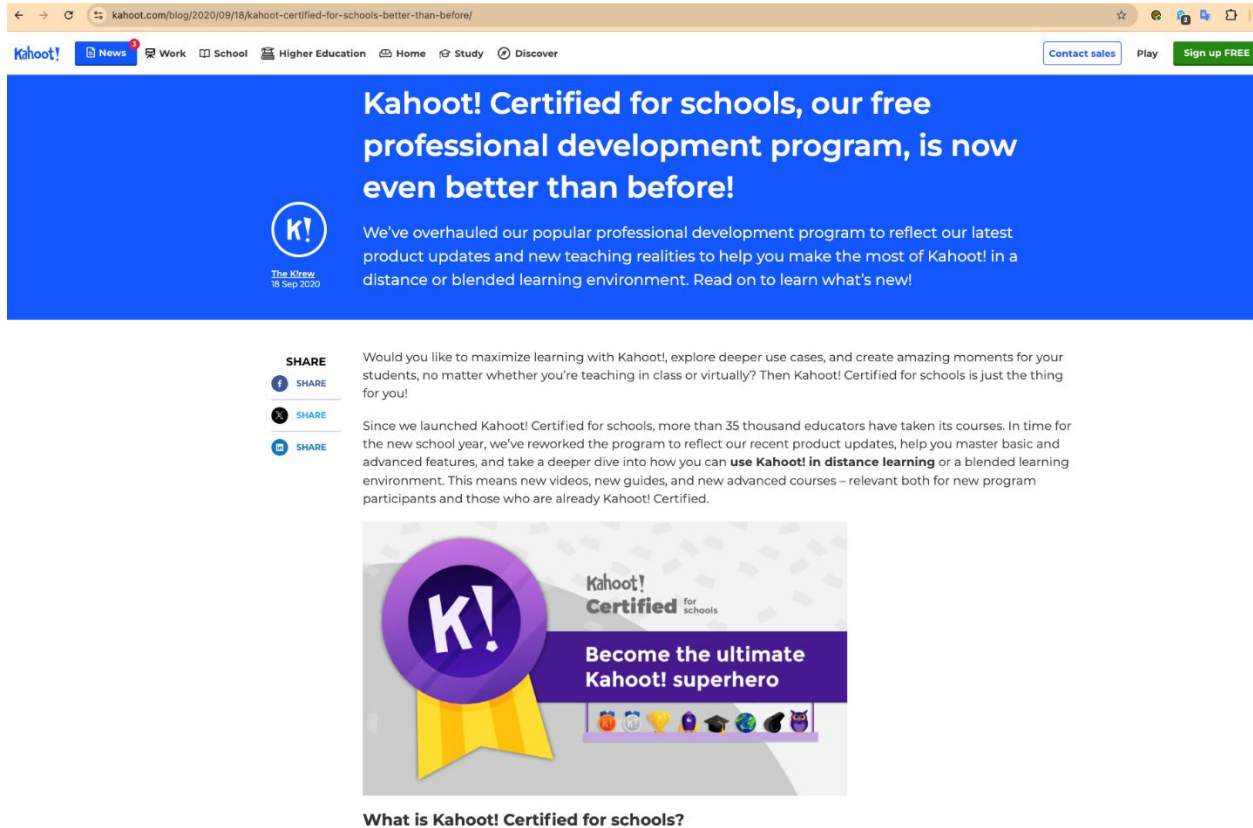 kahoot.com/blog/2020/09/18/kahoot-certified-for-schools-better-than-before/
2
Kahoot!
News
3
Work
School
Higher Education
Home
Study
Discover
Contact sales
Play
Sign up FREE
Kahoot! Certified for schools, our free
professional development program, is now
even better than before!
K!
The K!rew
18 Sep 2020
We've overhauled our popular professional development program to reflect our latest
product updates and new teaching realities to help you make the most of Kahoot! in a
distance or blended learning environment. Read on to learn what's new!
SHARE
SHARE
SHARE
SHARE
Would you like to maximize learning with Kahoot!, explore deeper use cases, and create amazing moments for your
students, no matter whether you're teaching in class or virtually? Then Kahoot! Certified for schools is just the thing
for you!
Since we launched Kahoot! Certified for schools, more than 35 thousand educators have taken its courses. In time for
the new school year, we've reworked the program to reflect our recent product updates, help you master basic and
advanced features, and take a deeper dive into how you can use Kahoot! in distance learning or a blended learning
environment. This means new videos, new guides, and new advanced courses – relevant both for new program
participants and those who are already Kahoot! Certified.
K!
Kahoot!
Certified for schools
Become the ultimate
Kahoot! superhero
What is Kahoot! Certified for schools?